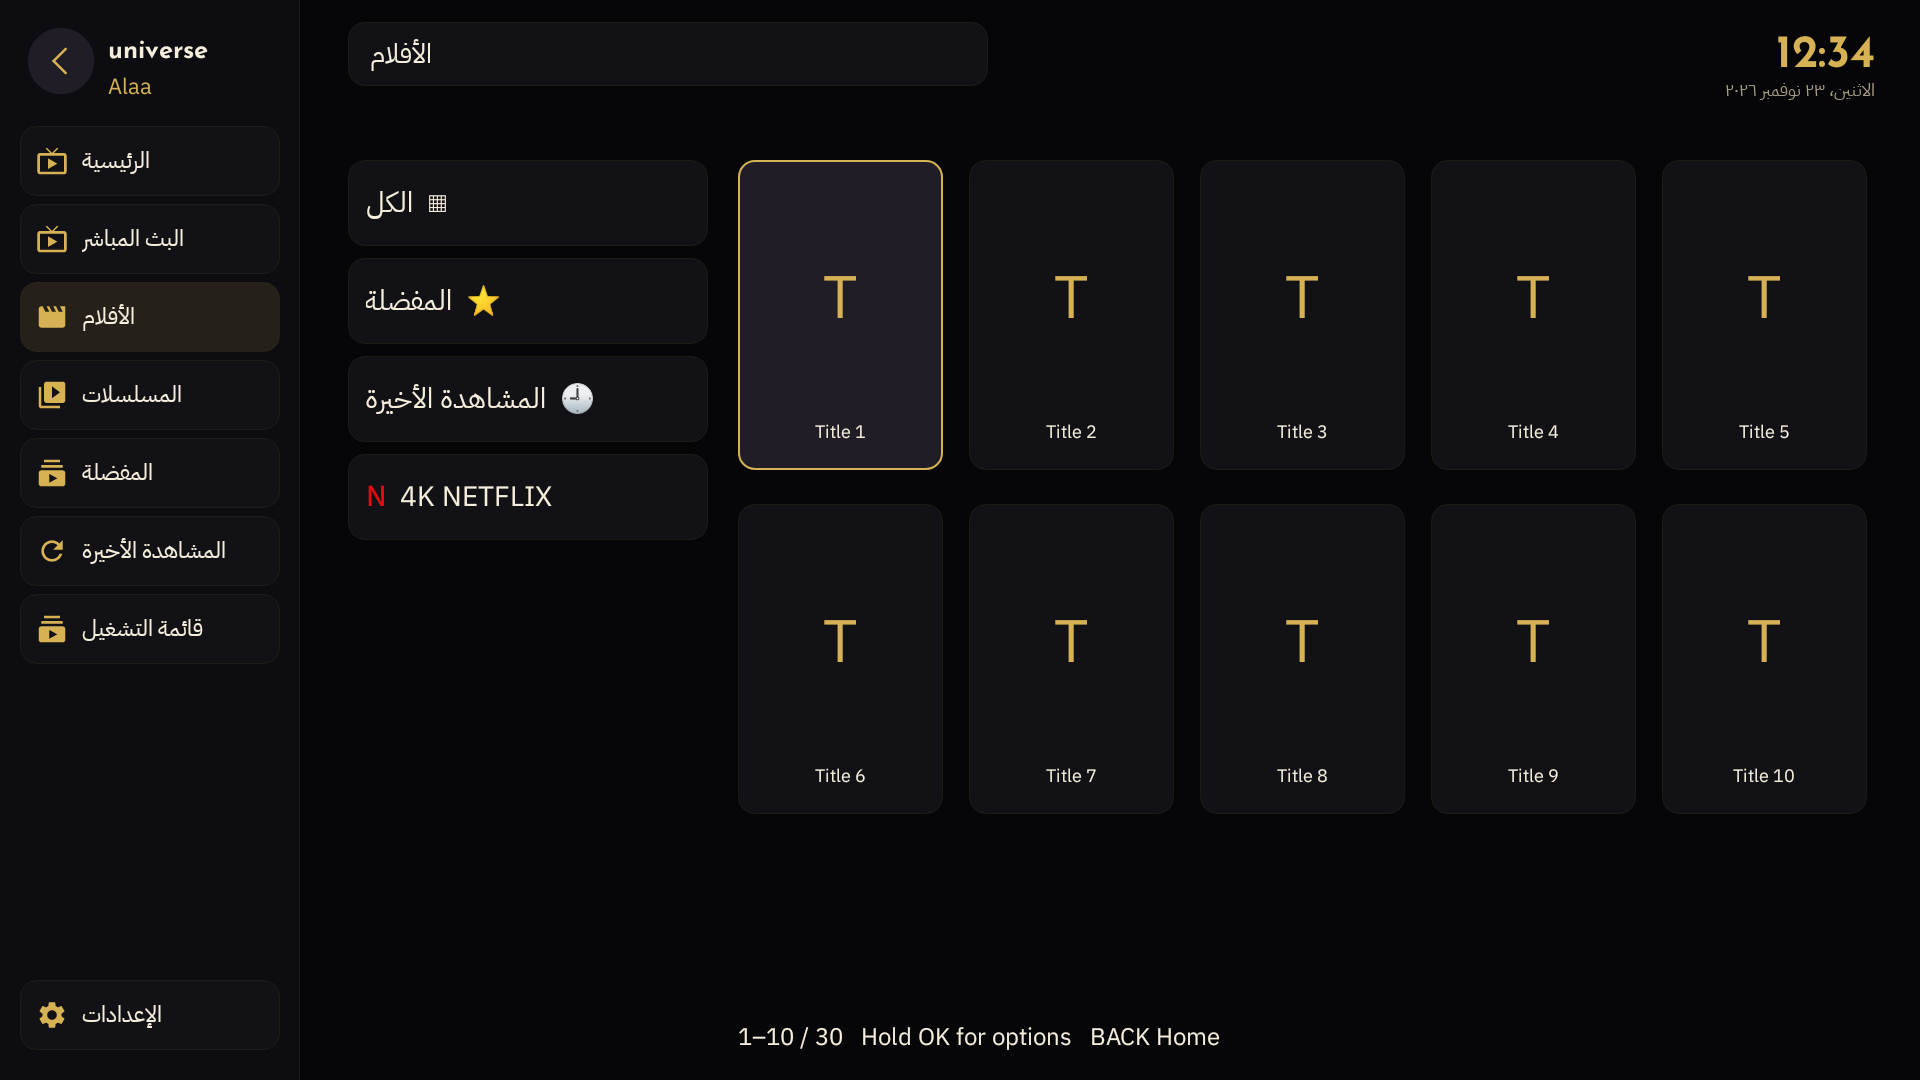 universe
Alaa
الرئيسية
البث المباشر
الأفلام
المسلسلات
المفضلة
المشاهدة الأخيرة
قائمة التشغيل
الإعدادات
الأفلام
12:34
الاثنين، ٢٣ نوفمبر ٢٠٢٦
الكل
المفضلة
المشاهدة الأخيرة
N 4K NETFLIX
T
Title 1
T
Title 2
T
Title 3
T
Title 4
T
Title 5
T
Title 6
T
Title 7
T
Title 8
T
Title 9
T
Title 10
1–10 / 30 Hold OK for options BACK Home